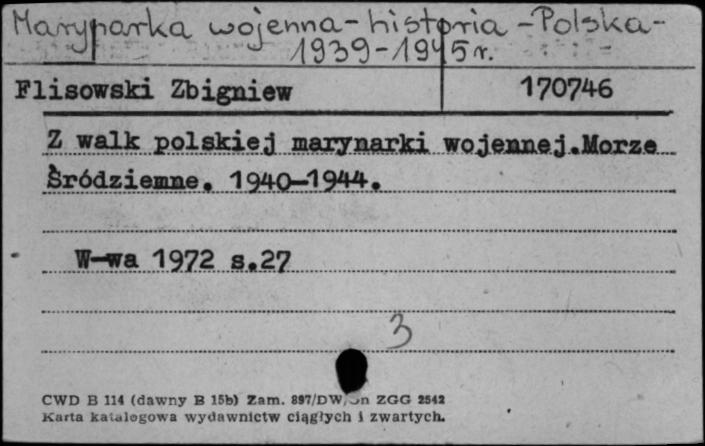 Marynarka wojenna-historia-Polska-
1939-1945r.
Flisowski Zbigniew 170746
Z walk polskiej marynarki wojennej.Morze
Śródziemne. 1940-1944.
W-wa 1972 s.27
3
CWD B 114 (dawny B 15b) Zam. 897/DW/ ZGG 2542
Karta katalogowa wydawnictw ciągłych i zwartych.